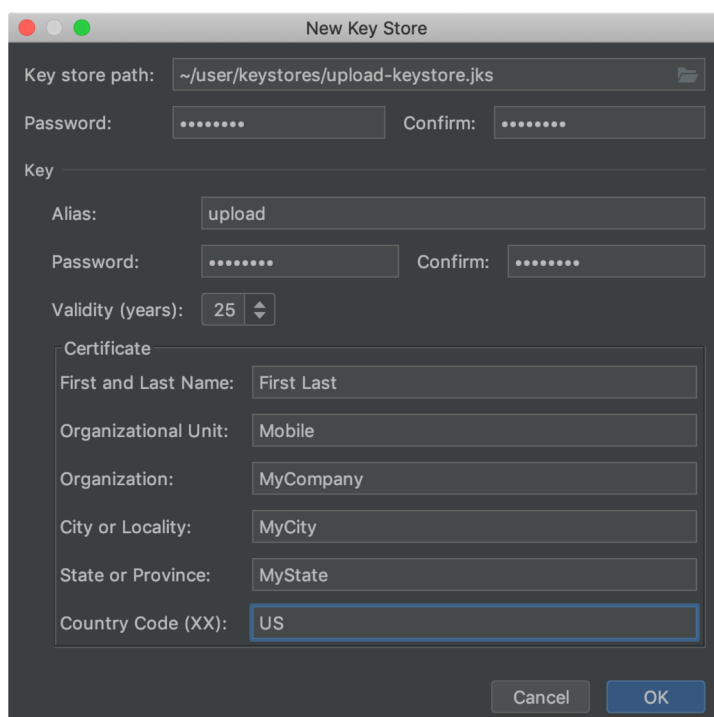 New Key Store
Key store path: ~/user/keystores/upload-keystore.jks
Password: •••••••• Confirm: ••••••••
Key
Alias: upload
Password: •••••••• Confirm: ••••••••
Validity (years): 25
Certificate
First and Last Name: First Last
Organizational Unit: Mobile
Organization: MyCompany
City or Locality: MyCity
State or Province: MyState
Country Code (XX): US
Cancel OK